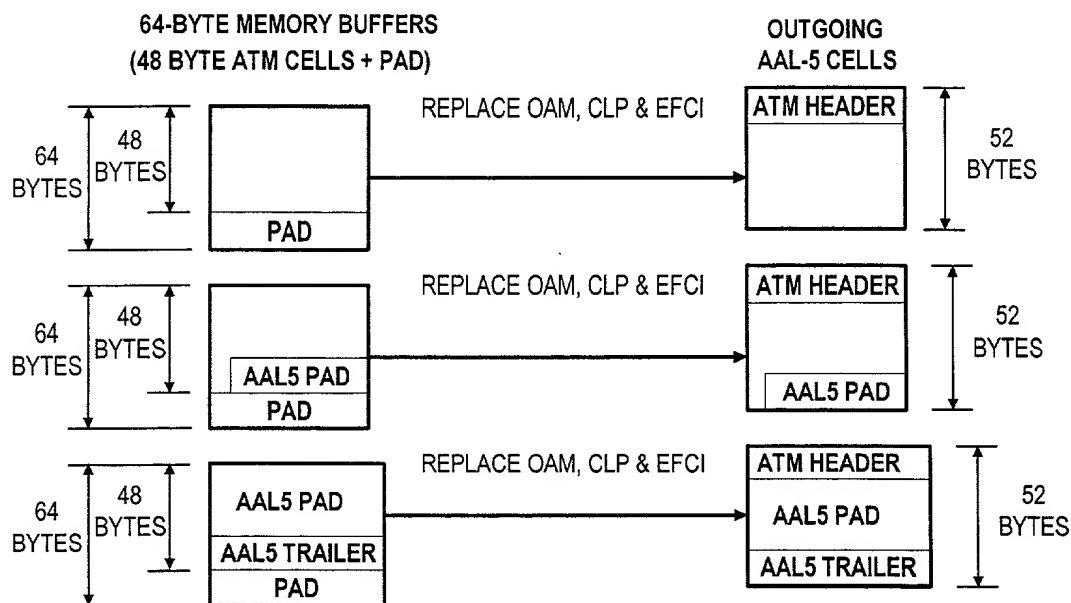 64-BYTE MEMORY BUFFERS
(48 BYTE ATM CELLS + PAD)
OUTGOING
AAL-5 CELLS
64
BYTES
48
BYTES
PAD
REPLACE OAM, CLP & EFCI
ATM HEADER
52
BYTES
64
BYTES
48
BYTES
AAL5 PAD
PAD
REPLACE OAM, CLP & EFCI
ATM HEADER
AAL5 PAD
52
BYTES
64
BYTES
48
BYTES
AAL5 PAD
AAL5 TRAILER
PAD
REPLACE OAM, CLP & EFCI
ATM HEADER
AAL5 PAD
AAL5 TRAILER
52
BYTES